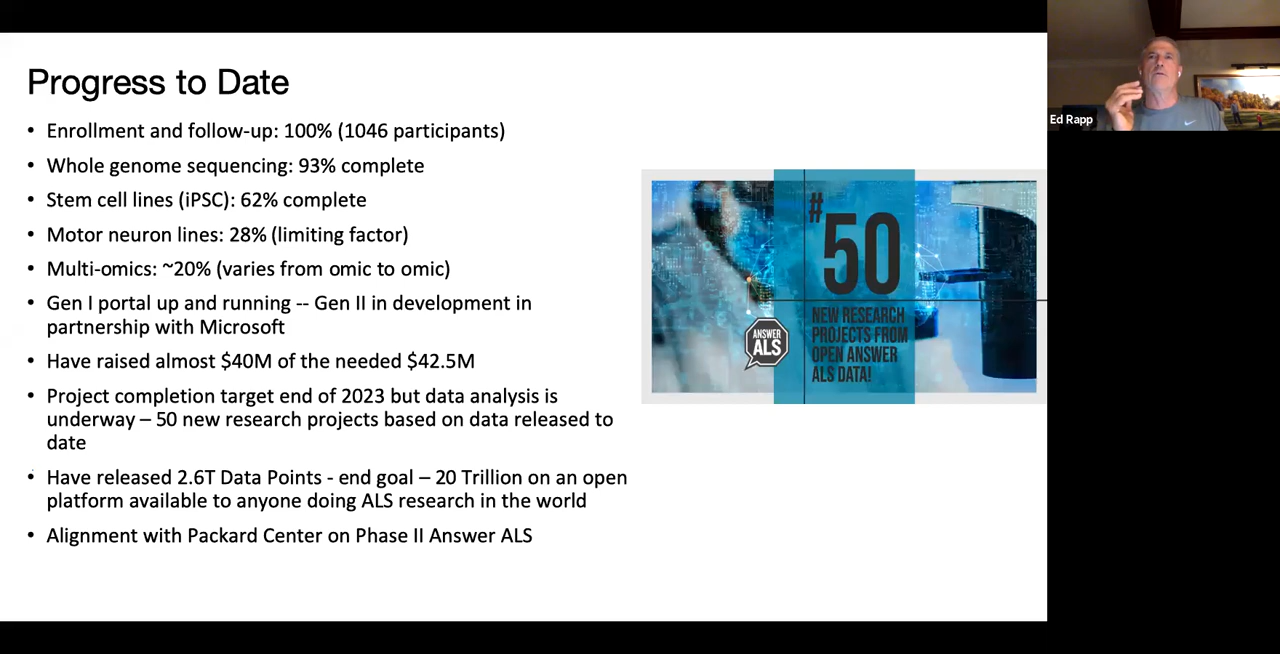 Progress to Date
• Enrollment and follow-up: 100% (1046 participants)
• Whole genome sequencing: 93% complete
• Stem cell lines (iPSC): 62% complete
• Motor neuron lines: 28% (limiting factor)
• Multi-omics: ~20% (varies from omic to omic)
• Gen I portal up and running -- Gen II in development in
partnership with Microsoft
• Have raised almost $40M of the needed $42.5M
• Project completion target end of 2023 but data analysis is
underway – 50 new research projects based on data released to
date
• Have released 2.6T Data Points - end goal – 20 Trillion on an open
platform available to anyone doing ALS research in the world
• Alignment with Packard Center on Phase II Answer ALS
#50
NEW RESEARCH
PROJECTS FROM
OPEN ANSWER
ALS DATA!
ANSWER
ALS
Ed Rapp